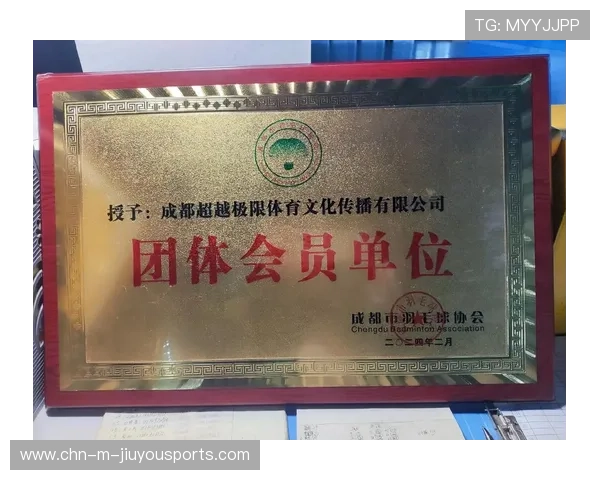 TG: MYYJJPP
授予：成都超越极限体育文化传播有限公司
团体会员单位
成都市羽毛球协会
Chengdu Badminton Association
二〇二四年二月
www.chn-m-jiuyousports.com